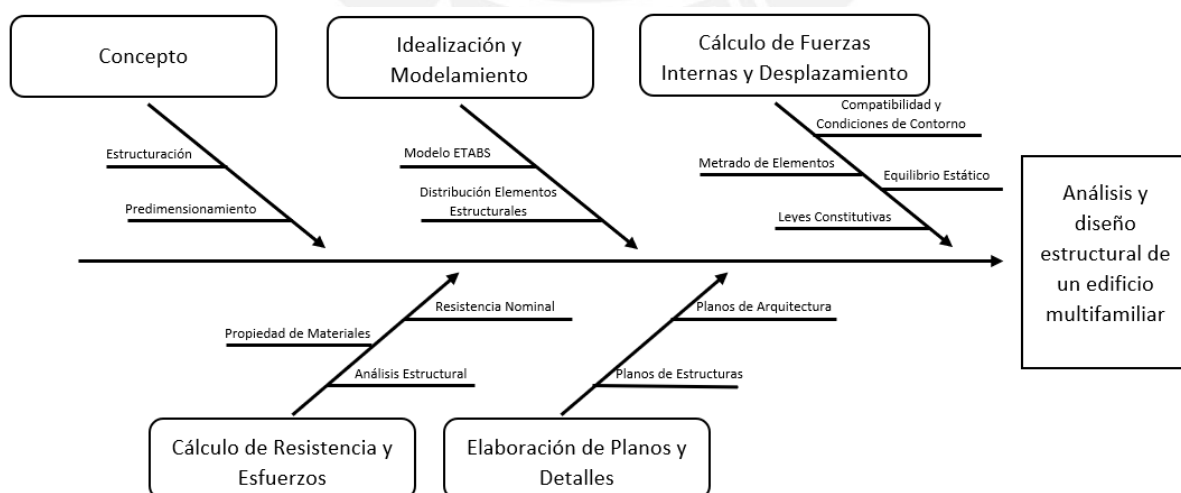 Concepto
Idealización y
Modelamiento
Cálculo de Fuerzas
Internas y Desplazamiento
Estructuración
Predimensionamiento
Modelo ETABS
Distribución Elementos
Estructurales
Compatibilidad y
Condiciones de Contorno
Metrado de Elementos
Equilibrio Estático
Leyes Constitutivas
Análisis y
diseño
estructural de
un edificio
multifamiliar
Resistencia Nominal
Propiedad de Materiales
Análisis Estructural
Planos de Arquitectura
Planos de Estructuras
Cálculo de Resistencia y
Esfuerzos
Elaboración de Planos y
Detalles